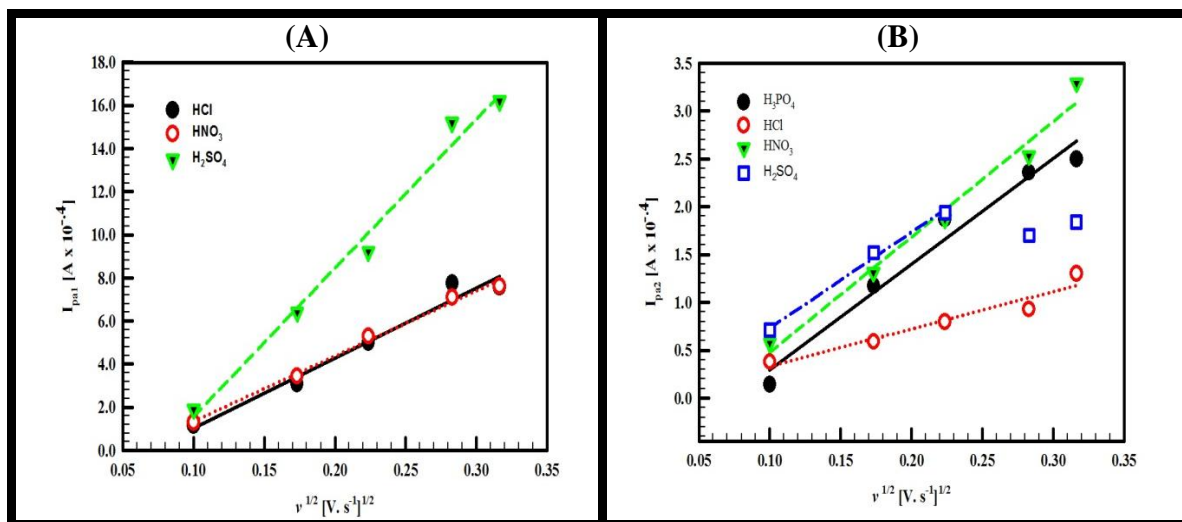 (A)
18.0
16.0
14.0
12.0
10.0
8.0
6.0
4.0
2.0
0.0
I_pa1 [A x 10^-.4]
HCl
HNO₃
H₂SO₄
0.05 0.10 0.15 0.20 0.25 0.30 0.35
v^1/2 [V. s^-1]^1/2
(B)
3.5
3.0
2.5
2.0
1.5
1.0
0.5
0.0
I_pa2 [A x 10^-.4]
H₃PO₄
HCl
HNO₃
H₂SO₄
0.05 0.10 0.15 0.20 0.25 0.30 0.35
v^1/2 [V. s^-1]^1/2